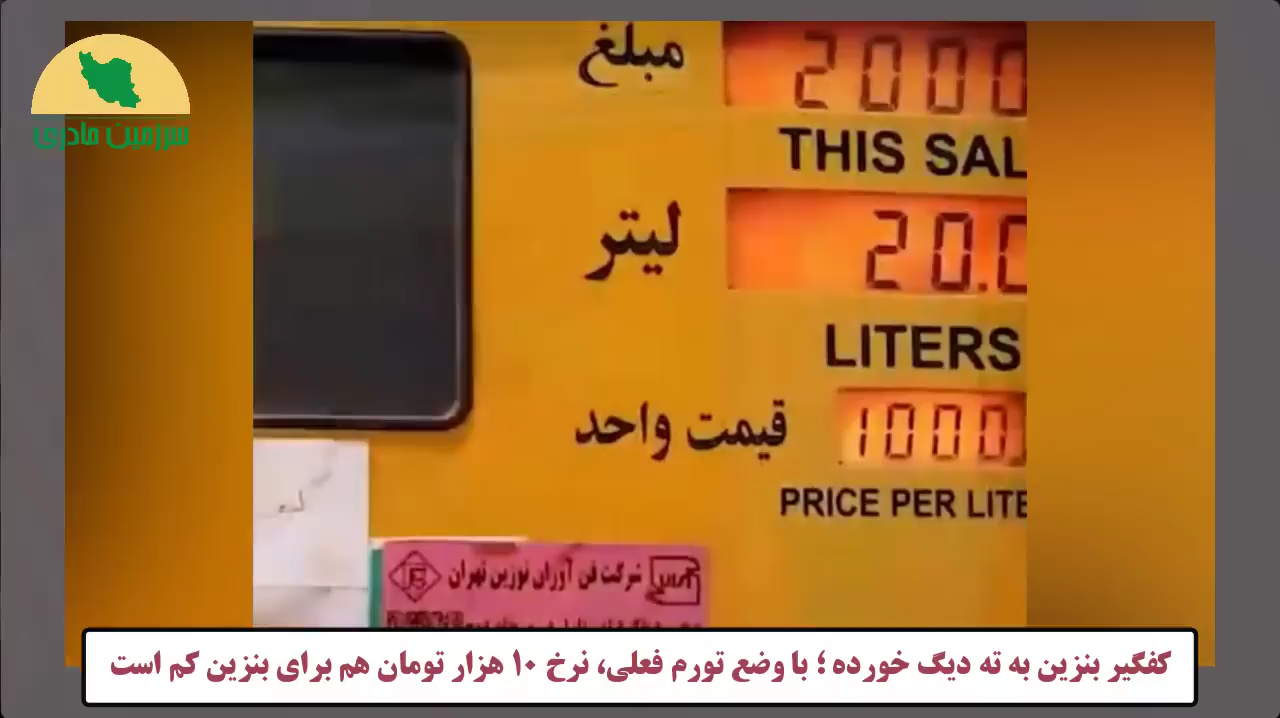 سرزمین مادری
مبلغ
2000
THIS SAL
لیتر
20.0
LITERS
قیمت واحد
1000.
PRICE PER LITE
شرکت فن آوران نوزین تهران
کفگیر بنزین به ته دیگ خورده ؛ با وضع تورم فعلی، نرخ ۱۰ هزار تومان هم برای بنزین کم است